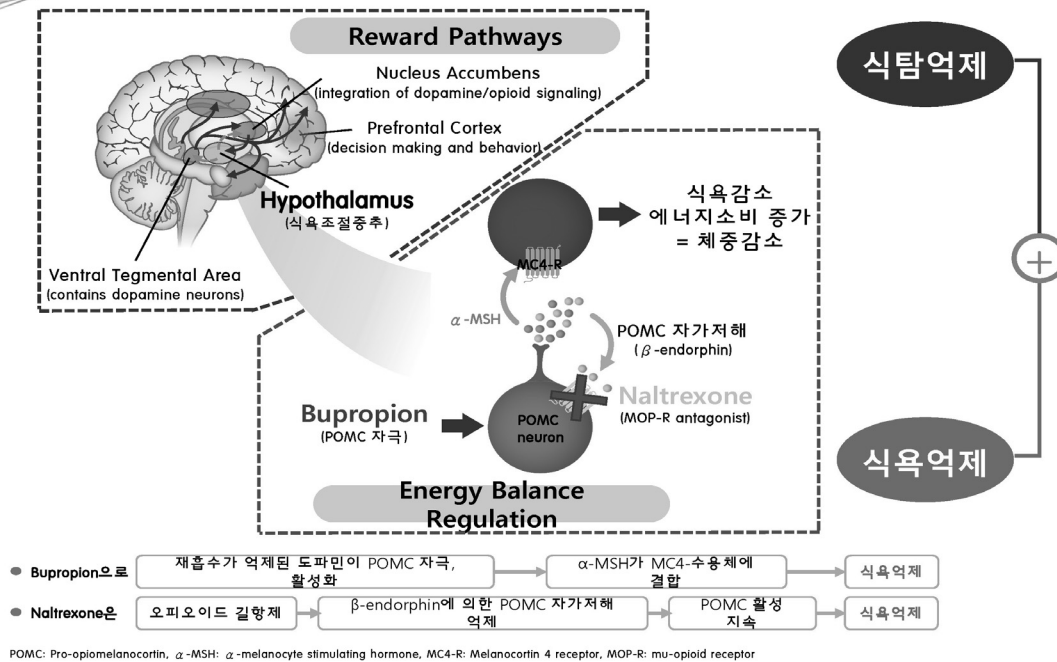 Reward Pathways
Nucleus Accumbens
(integration of dopamine/opioid signaling)
Prefrontal Cortex
(decision making and behavior)
Hypothalamus
(식욕조절중추)
Ventral Tegmental Area
(contains dopamine neurons)
식탐억제
식욕감소
에너지소비 증가
= 체중감소
MC4-R
α-MSH
POMC 자가저해
(β-endorphin)
Naltrexone
(MOP-R antagonist)
Bupropion
(POMC 자극)
POMC
neuron
+
식욕억제
Energy Balance
Regulation
Bupropion으로
재흡수가 억제된 도파민이 POMC 자극,
활성화
α-MSH가 MC4-수용체에
결합
식욕억제
Naltrexone은
오피오이드 길항제
β-endorphin에 의한 POMC 자가저해
억제
POMC 활성
지속
식욕억제
POMC: Pro-opiomelanocortin, α-MSH: α-melanocyte stimulating hormone, MC4-R: Melanocortin 4 receptor, MOP-R: mu-opioid receptor